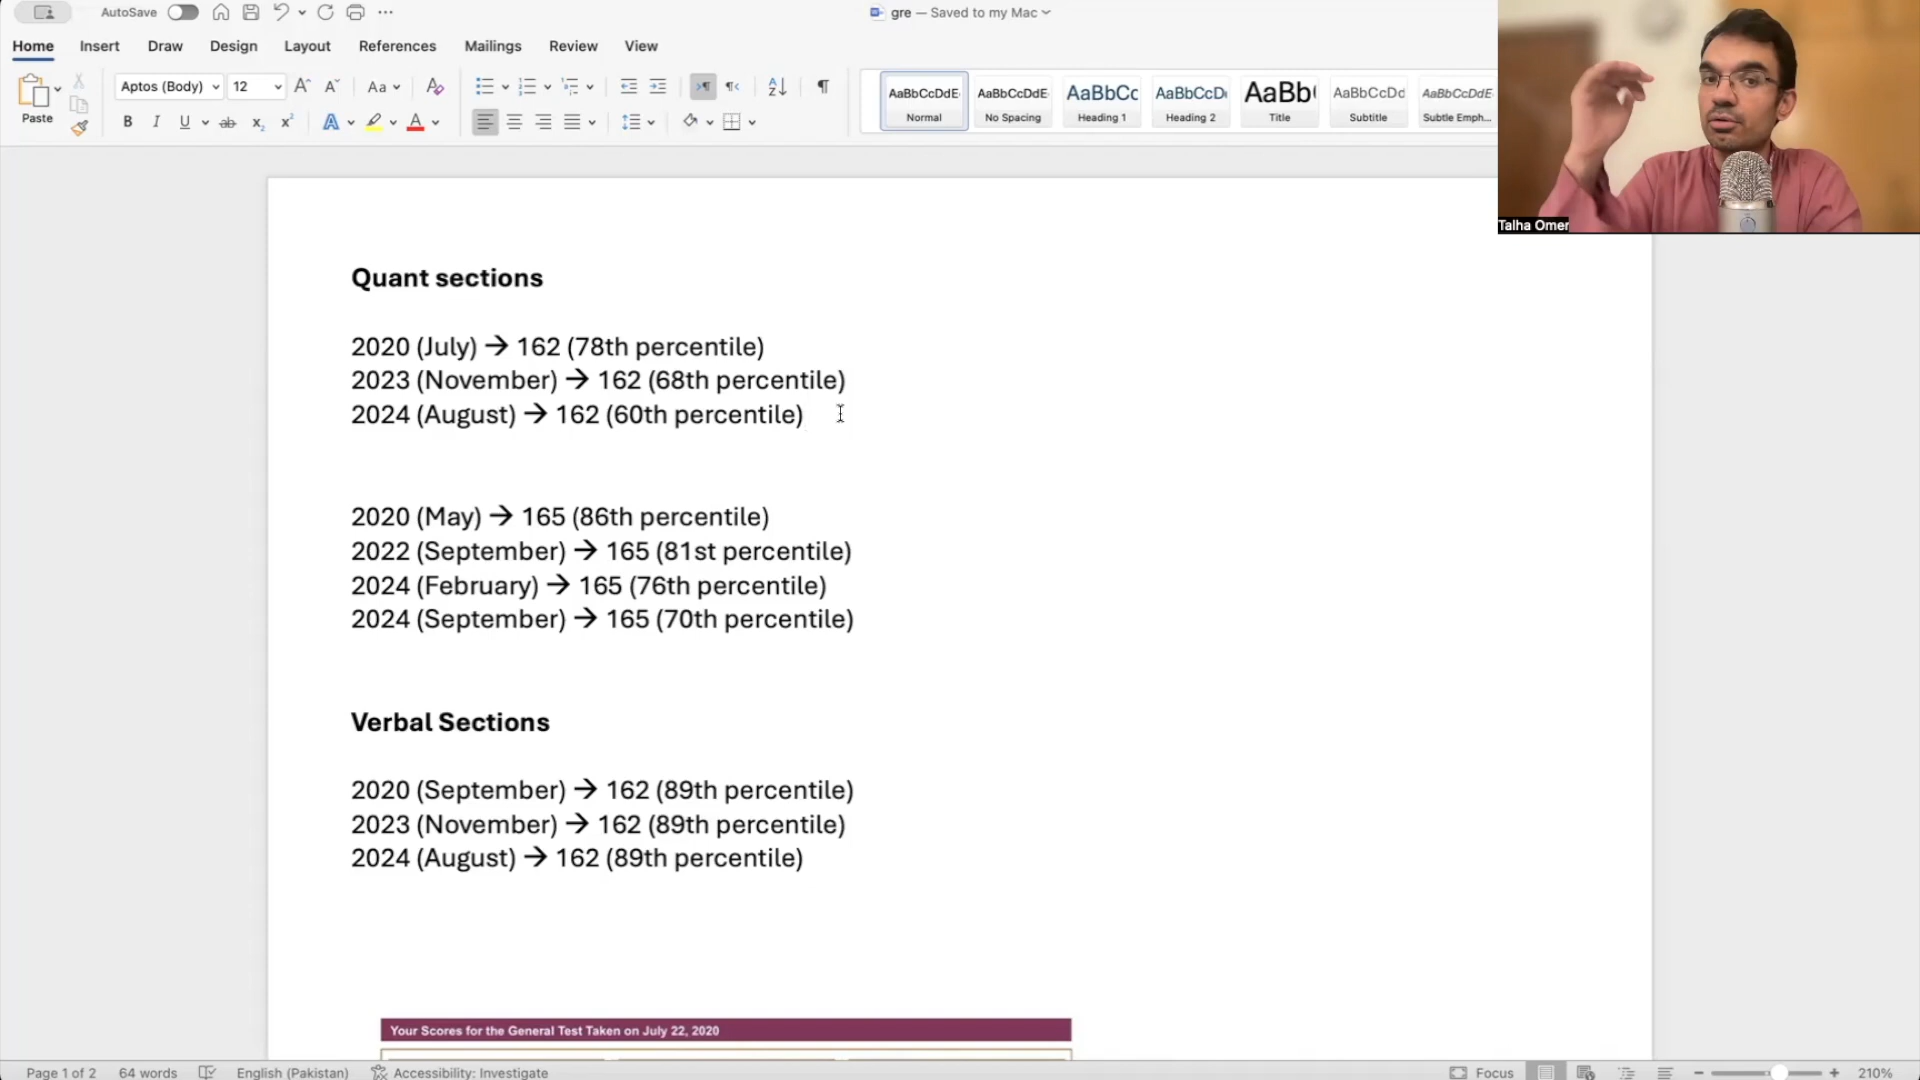 AutoSave
gre — Saved to my Mac
Home Insert Draw Design Layout References Mailings Review View
Paste
Aptos (Body) 12
Aa
B I U ab x₂ x²
A A
AaBbCcDdE AaBbCcDdE AaBbCc AaBbCcDc AaBb( AaBbCcDd AaBbCcDdE
Normal No Spacing Heading 1 Heading 2 Title Subtitle Subtle Emph...
Talha Omer
Quant sections
2020 (July) → 162 (78th percentile)
2023 (November) → 162 (68th percentile)
2024 (August) → 162 (60th percentile)
2020 (May) → 165 (86th percentile)
2022 (September) → 165 (81st percentile)
2024 (February) → 165 (76th percentile)
2024 (September) → 165 (70th percentile)
Verbal Sections
2020 (September) → 162 (89th percentile)
2023 (November) → 162 (89th percentile)
2024 (August) → 162 (89th percentile)
Your Scores for the General Test Taken on July 22, 2020
Page 1 of 2 64 words English (Pakistan) Accessibility: Investigate Focus 210%